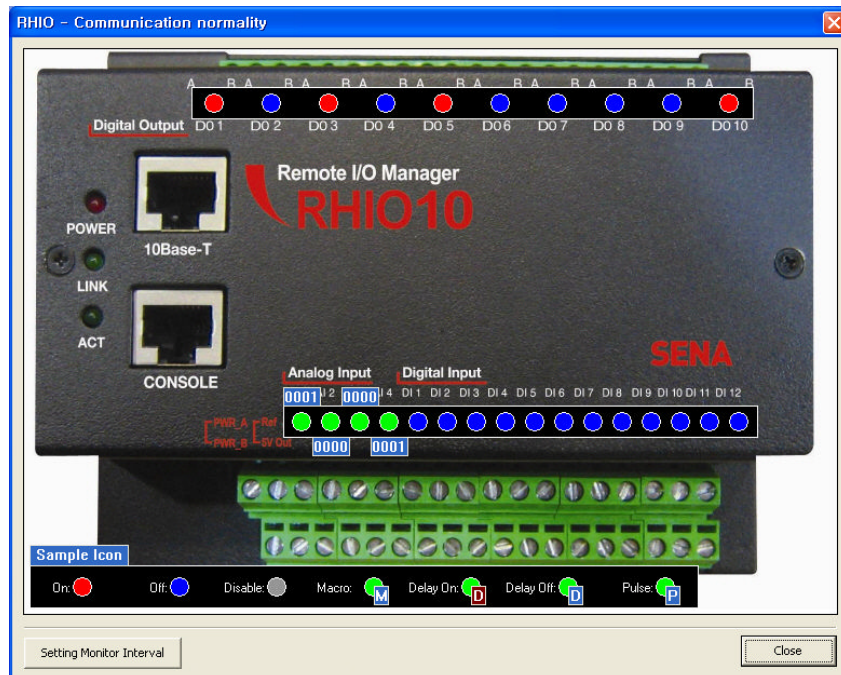 RHIO - Communication normality
A B A B A B A B A B A B A B A B A B A B
Digital Output DO 1 DO 2 DO 3 DO 4 DO 5 DO 6 DO 7 DO 8 DO 9 DO 10
Remote I/O Manager
RHIO10
POWER
10Base-T
LINK
ACT
SENA
CONSOLE
Analog Input Digital Input
0001 I 2 0000 I 4 DI 1 DI 2 DI 3 DI 4 DI 5 DI 6 DI 7 DI 8 DI 9 DI 10 DI 11 DI 12
PWR_A Ref
PWR_B 5V Out
0000 0001
Sample Icon
On: Off: Disable: Macro: M Delay On: D Delay Off: D Pulse: P
Setting Monitor Interval Close